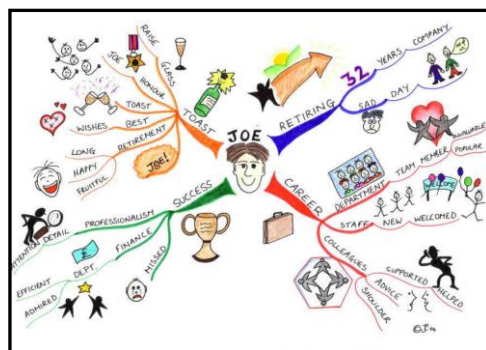 JOE
RETIRING
32
YEARS
COMPANY
SAD
DAY
CAREER
DEPARTMENT
TEAM
MEMBER
INVALUABLE
POPULAR
STAFF
NEW
WELCOMED
WELCOME
COLLEAGUES
SUPPORTED
HELPED
ADVICE
SHOULDER
SUCCESS
PROFESSIONALISM
DETAIL
ATTENTION
FINANCE
DEPT.
EFFICIENT
ADMIRED
MISSED
TOAST
RAISE
GLASS
HONOUR
JOE
TOAST
BEST
WISHES
RETIREMENT
LONG
HAPPY
FRUITFUL
JOE!